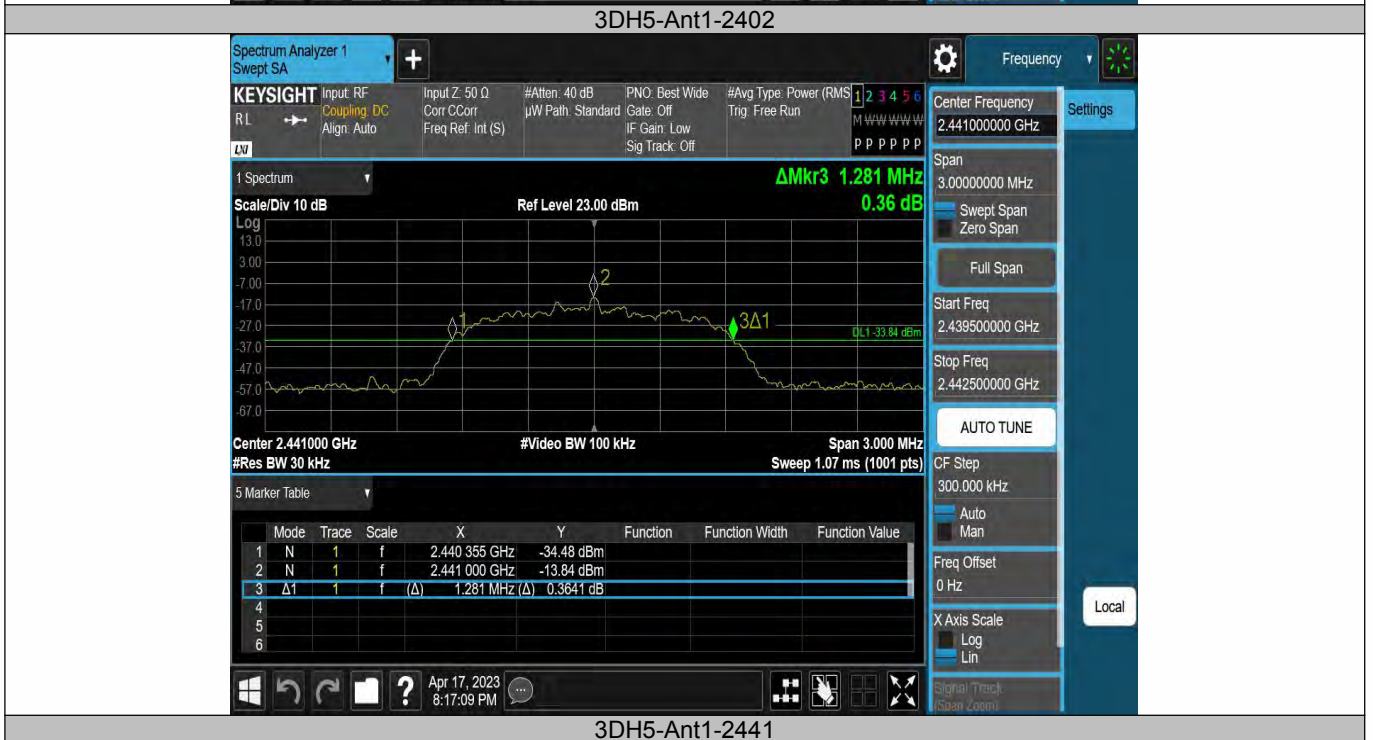 3DH5-Ant1-2402
Spectrum Analyzer 1
Swept SA
Frequency
KEYSIGHT
RL
LXI
Input: RF
Coupling: DC
Align: Auto
Input Z: 50 Ω
Corr CCorr
Freq Ref: Int (S)
#Atten: 40 dB
µW Path: Standard
PNO: Best Wide
Gate: Off
IF Gain: Low
Sig Track: Off
#Avg Type: Power (RMS
Trig: Free Run
1 2 3 4 5 6
M W W W W W
P P P P P P
Center Frequency
2.441000000 GHz
Settings
Span
3.00000000 MHz
Swept Span
Zero Span
Full Span
Start Freq
2.439500000 GHz
Stop Freq
2.442500000 GHz
AUTO TUNE
CF Step
300.000 kHz
Auto
Man
Freq Offset
0 Hz
X Axis Scale
Log
Lin
Signal Track
(Span Zoom)
Local
1 Spectrum
ΔMkr3 1.281 MHz
Scale/Div 10 dB
Ref Level 23.00 dBm
0.36 dB
Log
13.0
3.00
-7.00
-17.0
-27.0
-37.0
-47.0
-57.0
-67.0
1
2
3Δ1
DL1 -33.84 dBm
Center 2.441000 GHz
#Video BW 100 kHz
Span 3.000 MHz
#Res BW 30 kHz
Sweep 1.07 ms (1001 pts)
5 Marker Table
Mode Trace Scale X Y Function Function Width Function Value
1 N 1 f 2.440 355 GHz -34.48 dBm
2 N 1 f 2.441 000 GHz -13.84 dBm
3 Δ1 1 f (Δ) 1.281 MHz (Δ) 0.3641 dB
4
5
6
Apr 17, 2023
8:17:09 PM
3DH5-Ant1-2441